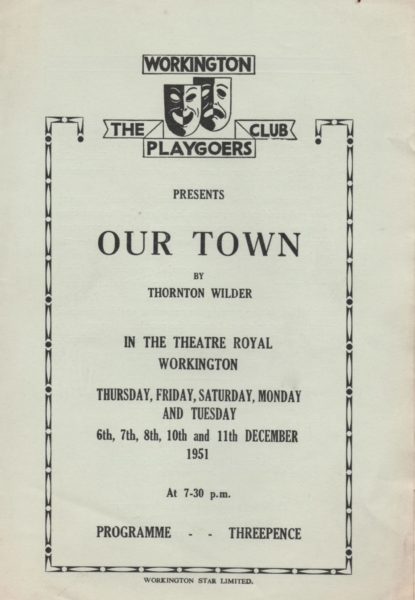 WORKINGTON
THE CLUB
PLAYGOERS
PRESENTS
OUR TOWN
BY
THORNTON WILDER
IN THE THEATRE ROYAL
WORKINGTON
THURSDAY, FRIDAY, SATURDAY, MONDAY
AND TUESDAY
6th, 7th, 8th, 10th and 11th DECEMBER
1951
At 7-30 p.m.
PROGRAMME - - THREEPENCE
WORKINGTON STAR LIMITED.